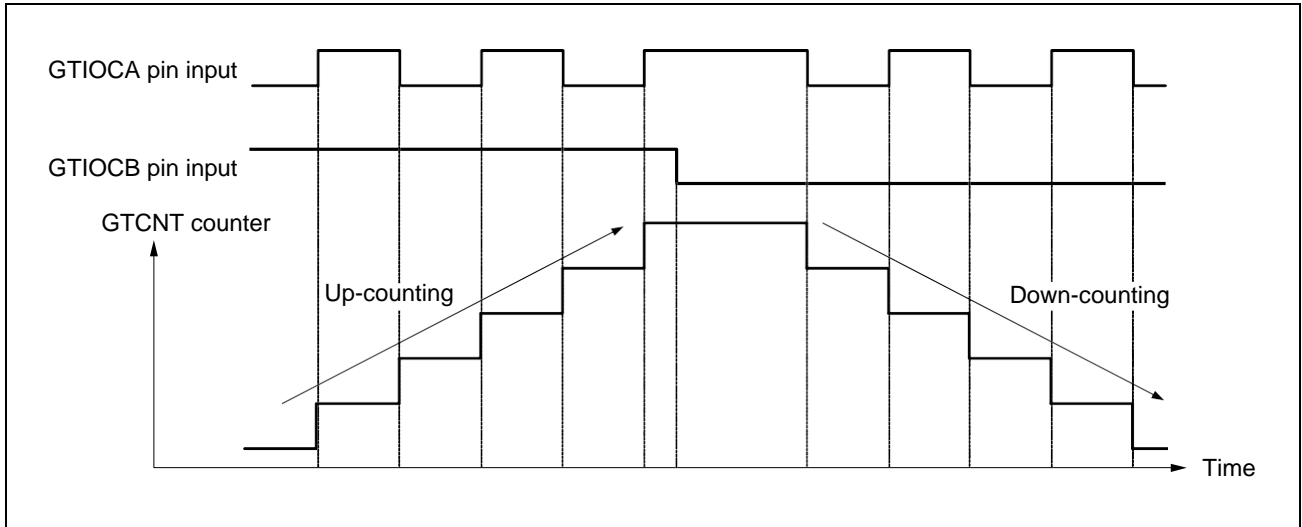 GTIOCA pin input
GTIOCB pin input
GTCNT counter
Up-counting
Down-counting
Time